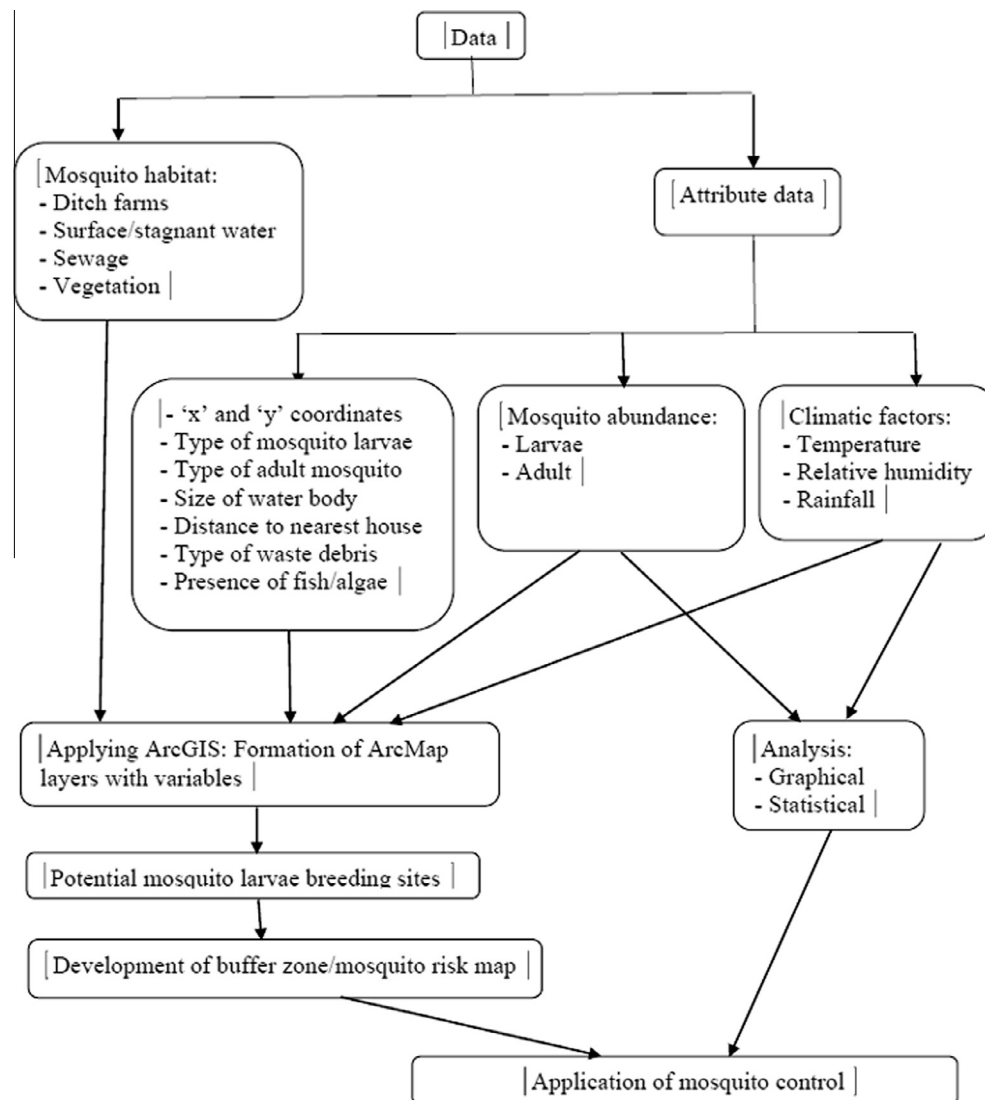 Data
Mosquito habitat:
- Ditch farms
- Surface/stagnant water
- Sewage
- Vegetation
Attribute data
- ‘x’ and ‘y’ coordinates
- Type of mosquito larvae
- Type of adult mosquito
- Size of water body
- Distance to nearest house
- Type of waste debris
- Presence of fish/algae
Mosquito abundance:
- Larvae
- Adult
Climatic factors:
- Temperature
- Relative humidity
- Rainfall
Applying ArcGIS: Formation of ArcMap
layers with variables
Analysis:
- Graphical
- Statistical
Potential mosquito larvae breeding sites
Development of buffer zone/mosquito risk map
Application of mosquito control